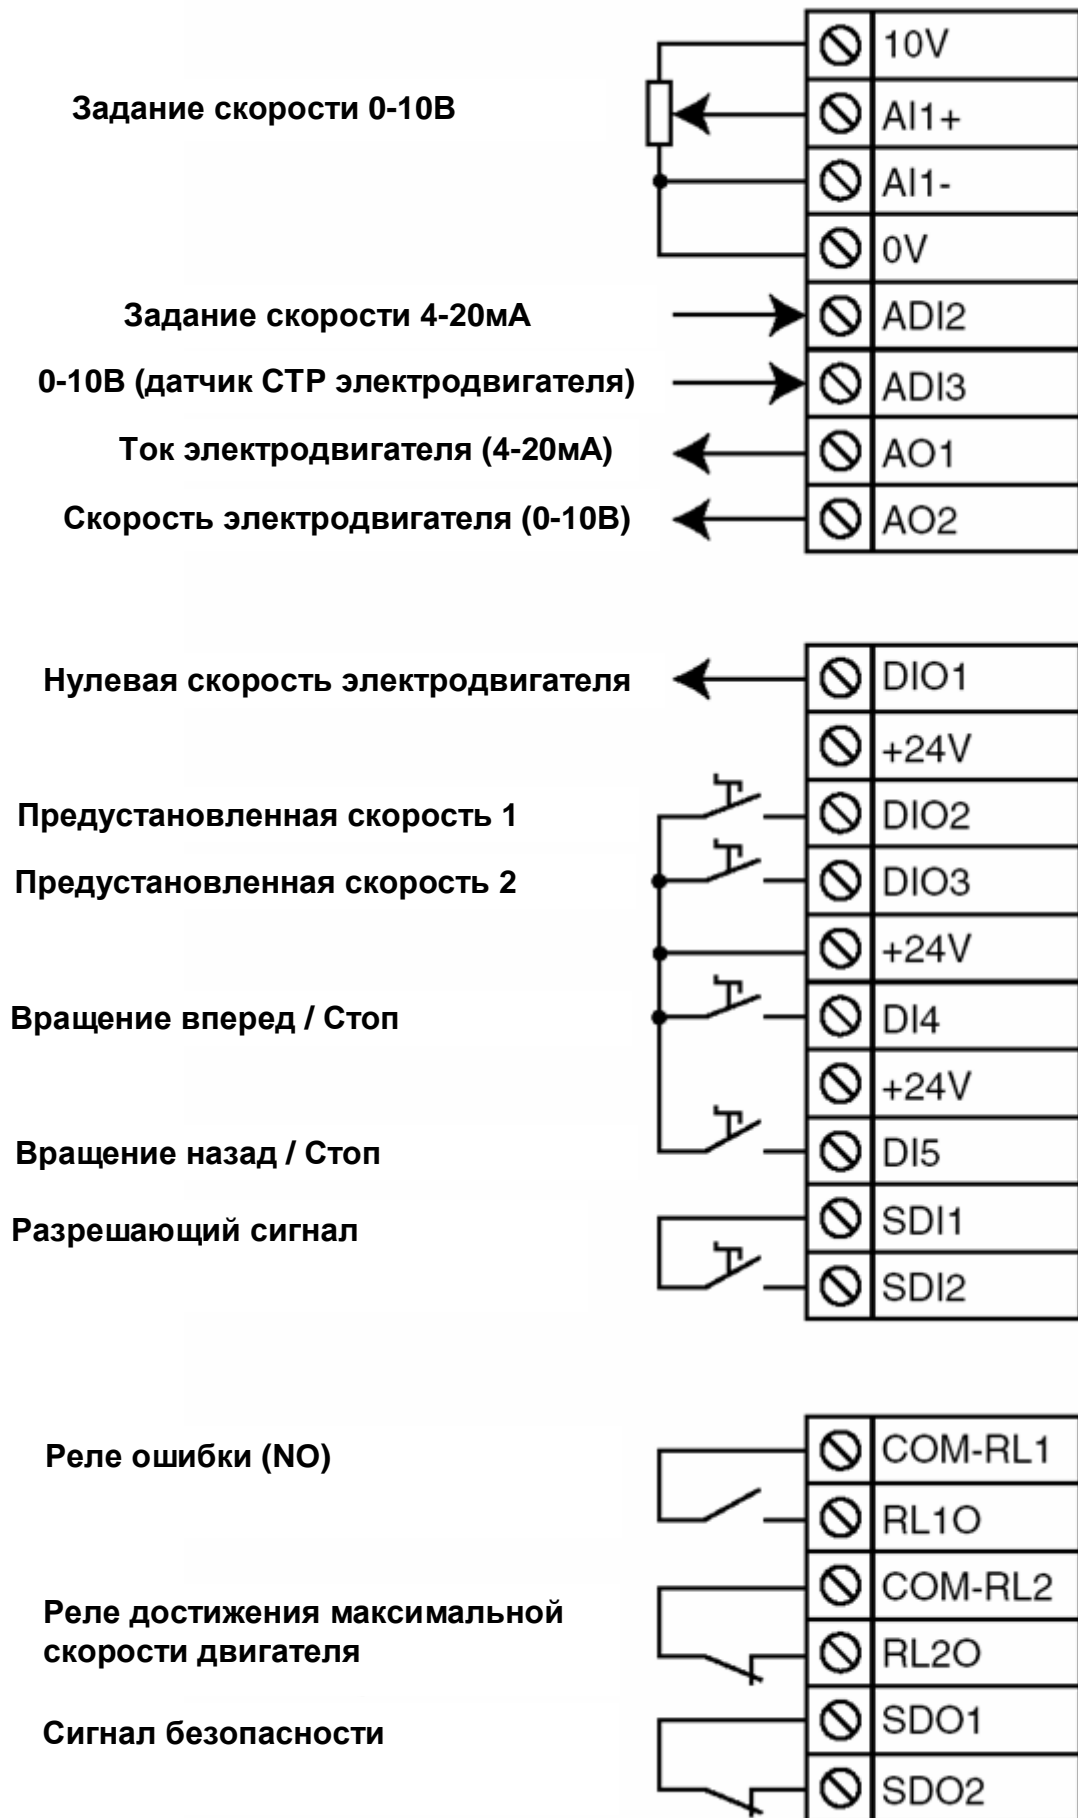 10V
Задание скорости 0-10В
AI1+
AI1-
0V
Задание скорости 4-20мА
ADI2
0-10В (датчик СТР электродвигателя)
ADI3
Ток электродвигателя (4-20мА)
AO1
Скорость электродвигателя (0-10В)
AO2
Нулевая скорость электродвигателя
DIO1
+24V
Предустановленная скорость 1
DIO2
Предустановленная скорость 2
DIO3
+24V
Вращение вперед / Стоп
DI4
+24V
Вращение назад / Стоп
DI5
Разрешающий сигнал
SDI1
SDI2
Реле ошибки (NO)
COM-RL1
RL1O
COM-RL2
Реле достижения максимальной
скорости двигателя
RL2O
Сигнал безопасности
SDO1
SDO2